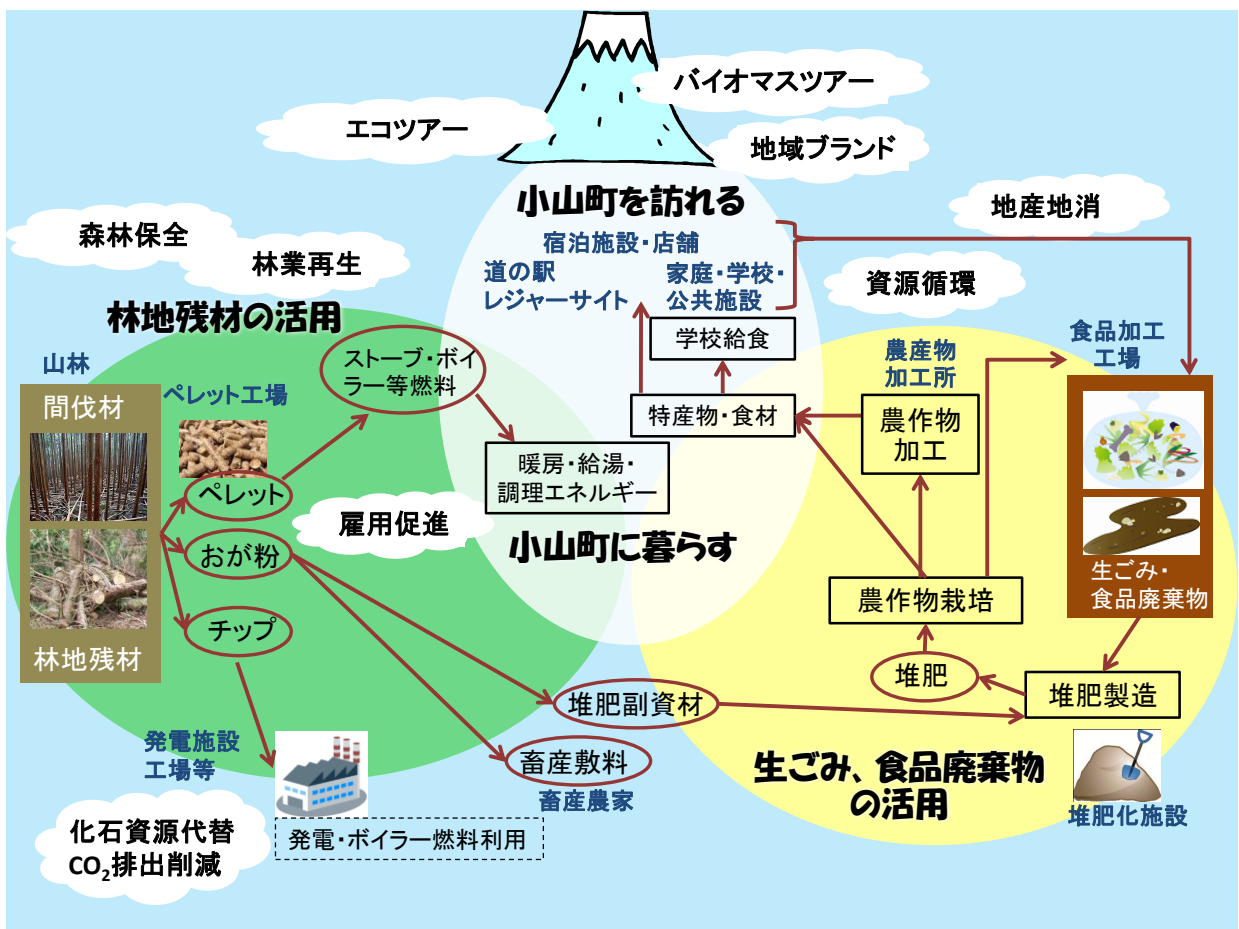 バイオマスツアー
エコツアー
地域ブランド
小山町を訪れる
地産地消
森林保全
林業再生
宿泊施設・店舗
道の駅
レジャーサイト
家庭・学校・
公共施設
資源循環
林地残材の活用
学校給食
食品加工
工場
農産物
加工所
山林
ストーブ・ボイ
ラー等燃料
ペレット工場
間伐材
特産物・食材
農作物
加工
暖房・給湯・
調理エネルギー
ペレット
雇用促進
小山町に暮らす
おが粉
生ごみ・
食品廃棄物
農作物栽培
チップ
林地残材
堆肥
堆肥製造
堆肥副資材
発電施設
工場等
畜産敷料
畜産農家
生ごみ、食品廃棄物
の活用
堆肥化施設
化石資源代替
CO2排出削減
発電・ボイラー燃料利用